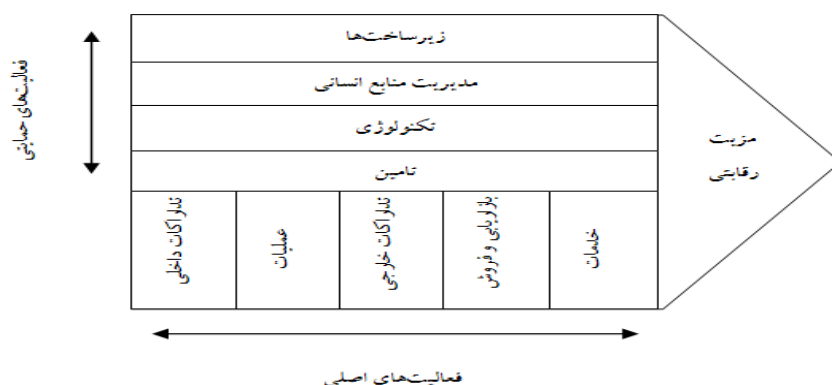 زیرساخت‌ها
مدیریت منابع انسانی
تکنولوژی
تامین
فعالیت‌های حمایتی
مزیت
رقابتی
تدارکات داخلی
عملیات
تدارکات خارجی
بازاریابی و فروش
خدمات
فعالیت‌های اصلی